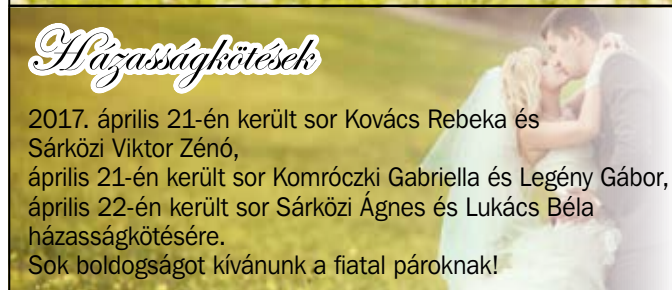 Házasságkötések
2017. április 21-én került sor Kovács Rebeka és
Sárközi Viktor Zénó,
április 21-én került sor Komróczki Gabriella és Legény Gábor,
április 22-én került sor Sárközi Ágnes és Lukács Béla
házasságkötésére.
Sok boldogságot kívánunk a fiatal pároknak!